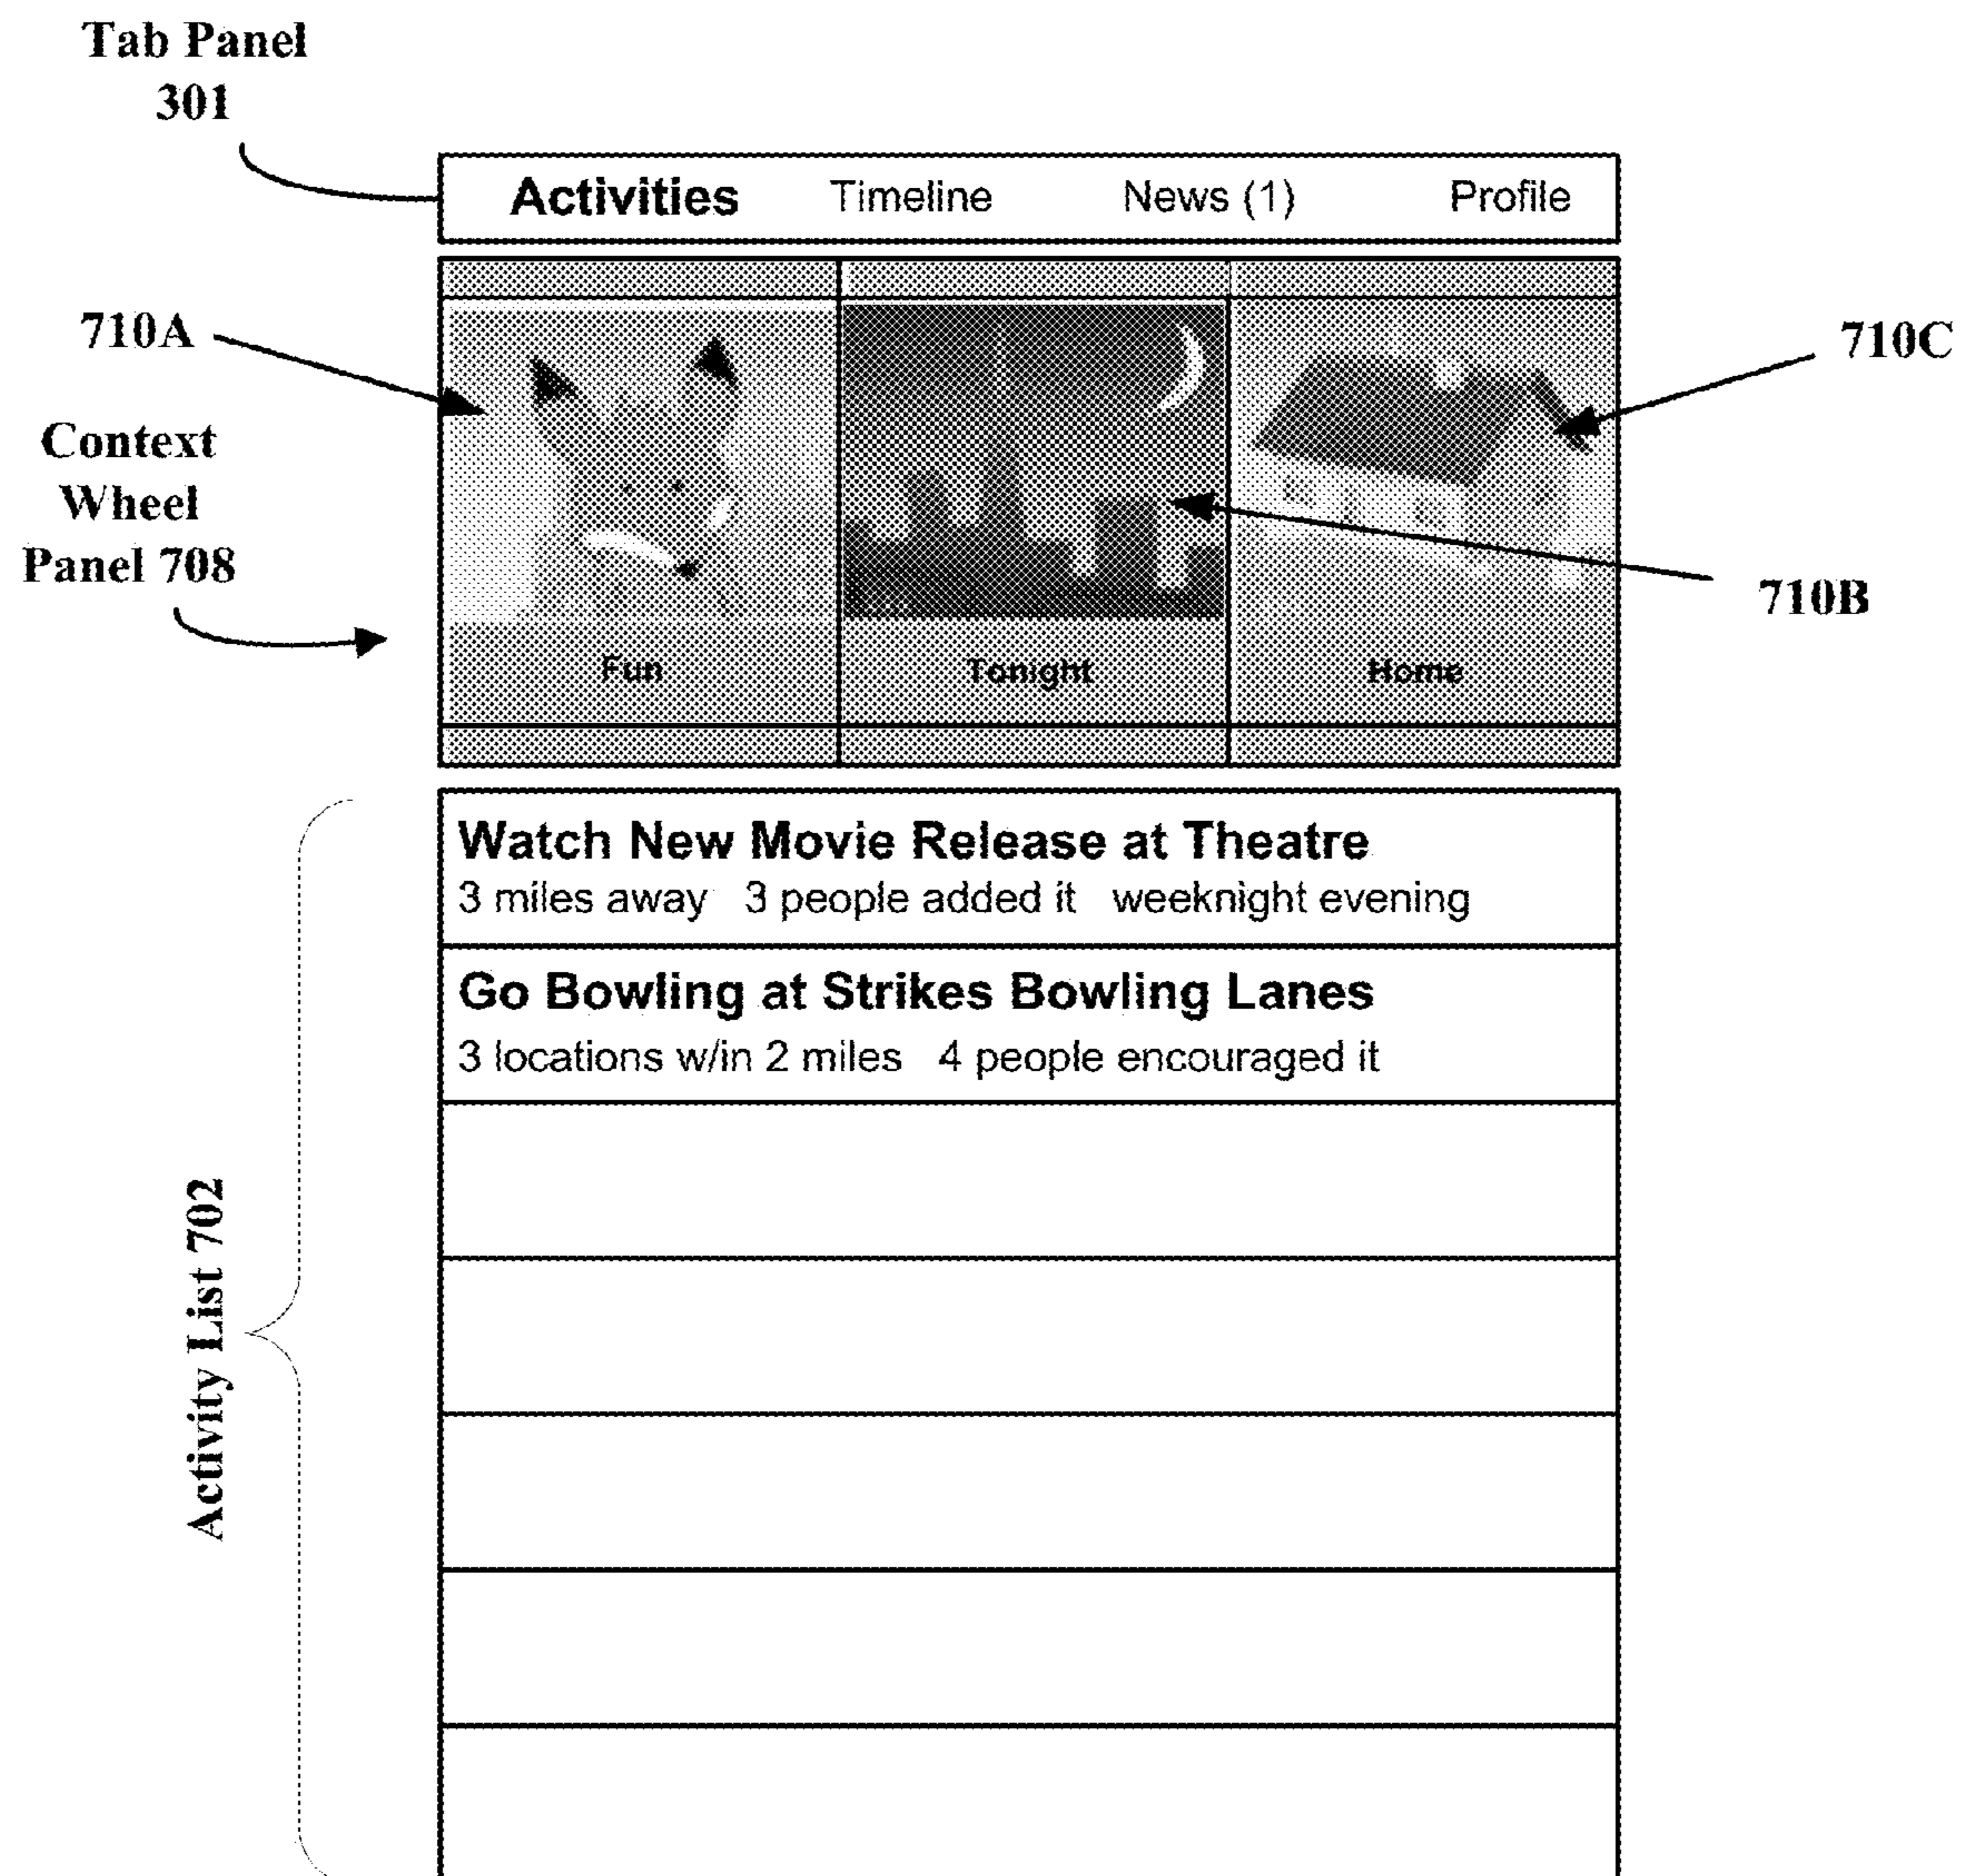 Tab Panel
301
Activities Timeline News (1) Profile
710A
710C
Context
Wheel
Panel 708
710B
Fun Tonight Home
Watch New Movie Release at Theatre
3 miles away 3 people added it weeknight evening
Go Bowling at Strikes Bowling Lanes
3 locations w/in 2 miles 4 people encouraged it
Activity List 702